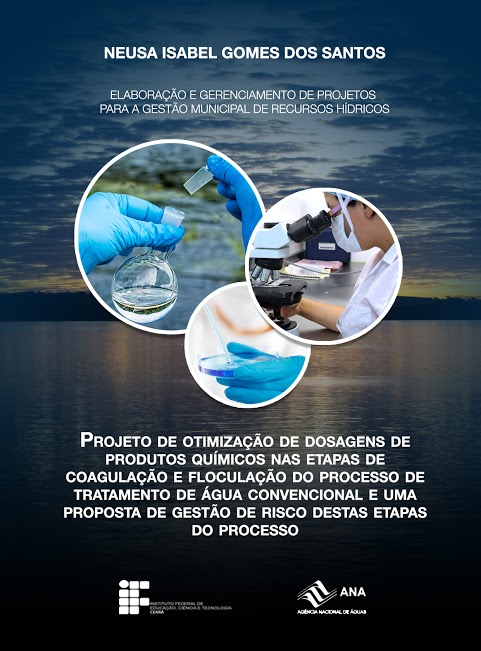 NEUSA ISABEL GOMES DOS SANTOS
ELABORAÇÃO E GERENCIAMENTO DE PROJETOS
PARA A GESTÃO MUNICIPAL DE RECURSOS HÍDRICOS
PROJETO DE OTIMIZAÇÃO DE DOSAGENS DE
PRODUTOS QUÍMICOS NAS ETAPAS DE
COAGULAÇÃO E FLOCULAÇÃO DO PROCESSO DE
TRATAMENTO DE ÁGUA CONVENCIONAL E UMA
PROPOSTA DE GESTÃO DE RISCO DESTAS ETAPAS
DO PROCESSO
INSTITUTO FEDERAL DE
EDUCAÇÃO, CIÊNCIA E TECNOLOGIA
CEARÁ
ANA
AGÊNCIA NACIONAL DE ÁGUAS